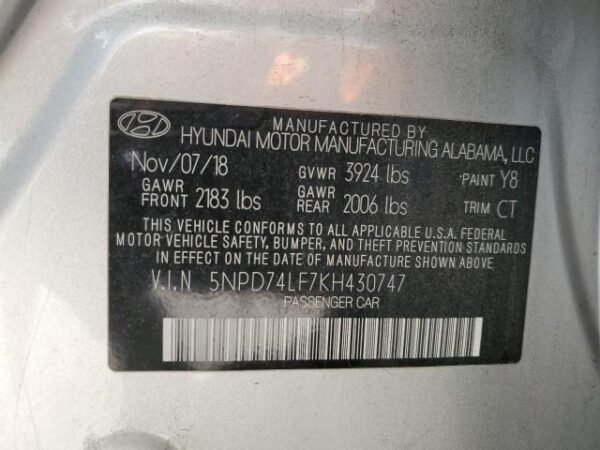 MANUFACTURED BY
HYUNDAI MOTOR MANUFACTURING ALABAMA, LLC
Nov/07/18 GVWR 3924 lbs PAINT Y8
GAWR FRONT 2183 lbs GAWR REAR 2006 lbs TRIM CT
THIS VEHICLE CONFORMS TO ALL APPLICABLE U.S.A. FEDERAL
MOTOR VEHICLE SAFETY, BUMPER, AND THEFT PREVENTION STANDARDS
IN EFFECT ON THE DATE OF MANUFACTURE SHOWN ABOVE.
V.I.N 5NPD74LF7KH430747
PASSENGER CAR